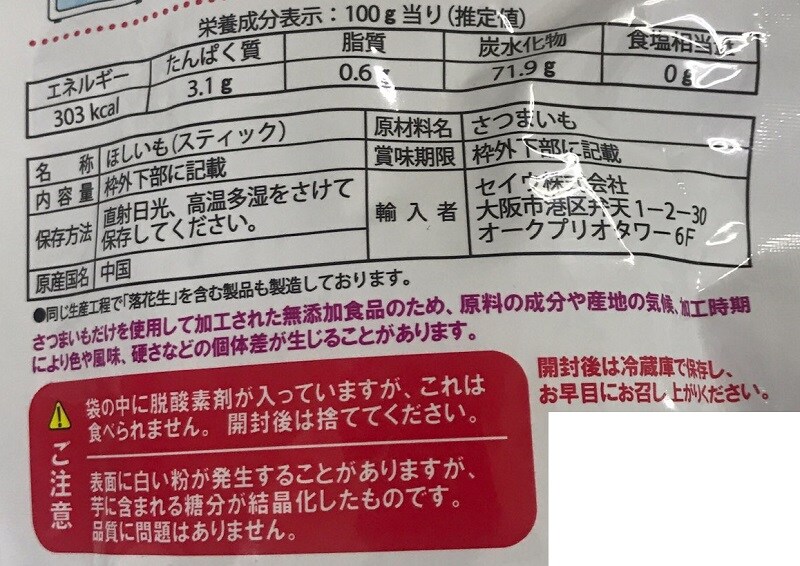 栄養成分表示：100g当り(推定値)
エネルギー たんぱく質 脂質 炭水化物 食塩相当
303 kcal 3.1g 0.6g 71.9g 0g
名称 ほしいも(スティック)
内容量 枠外下部に記載
保存方法 直射日光、高温多湿をさけて
保存してください。
原産国名 中国
原材料名 さつまいも
賞味期限 枠外下部に記載
輸入者 セイウ株式会社
大阪市港区弁天1-2-30
オークプリオタワー6F
●同じ生産工程で「落花生」を含む製品も製造しております。
さつまいもだけを使用して加工された無添加食品のため、原料の成分や産地の気候、加工時期
により色や風味、硬さなどの個体差が生じることがあります。
開封後は冷蔵庫で保存し、
お早目にお召し上がりください。
ご注意
袋の中に脱酸素剤が入っていますが、これは
食べられません。開封後は捨ててください。
表面に白い粉が発生することがありますが、
芋に含まれる糖分が結晶化したものです。
品質に問題はありません。